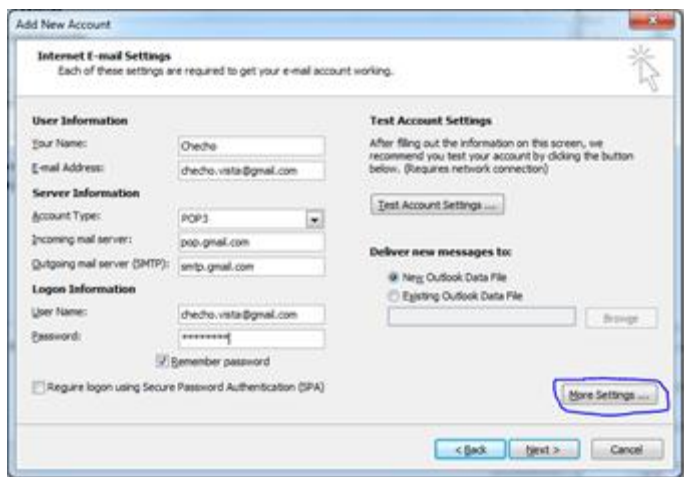 Add New Account
Internet E-mail Settings
Each of these settings are required to get your e-mail account working.
User Information
Your Name:
Checho
E-mail Address:
checho.vista@gmail.com
Server Information
Account Type:
POP3
Incoming mail server:
pop.gmail.com
Outgoing mail server (SMTP):
smtp.gmail.com
Logon Information
User Name:
checho.vista@gmail.com
Password:
*********
Remember password
Require logon using Secure Password Authentication (SPA)
Test Account Settings
After filling out the information on this screen, we
recommend you test your account by clicking the button
below. (Requires network connection)
Test Account Settings ...
Deliver new messages to:
New Outlook Data File
Existing Outlook Data File
Browse
More Settings ...
< Back
Next >
Cancel